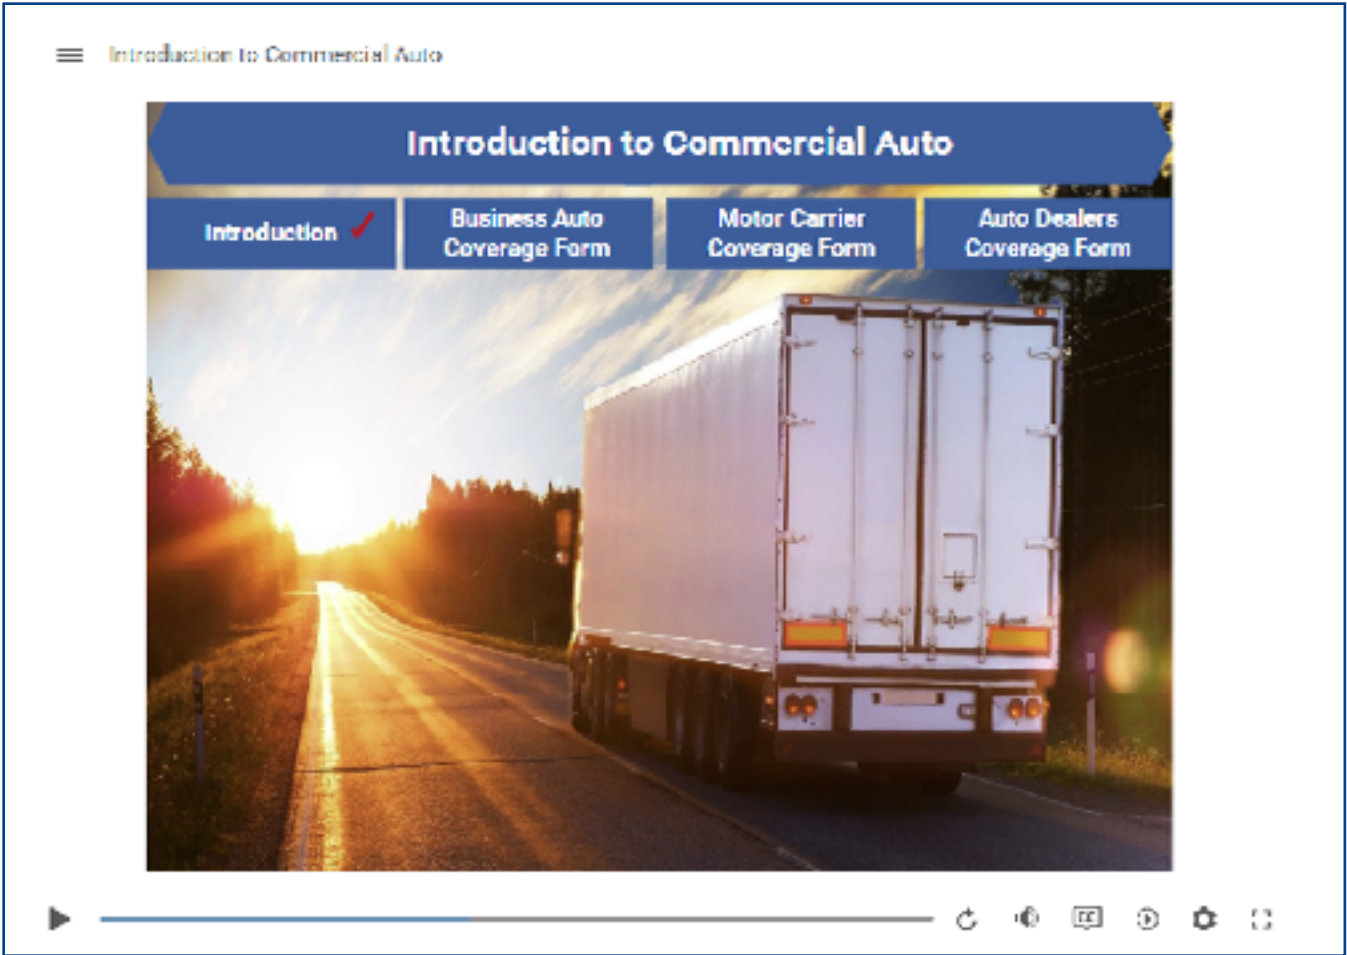 Introduction to Commercial Auto
Introduction to Commercial Auto
Introduction
Business Auto
Coverage Form
Motor Carrier
Coverage Form
Auto Dealers
Coverage Form
CC